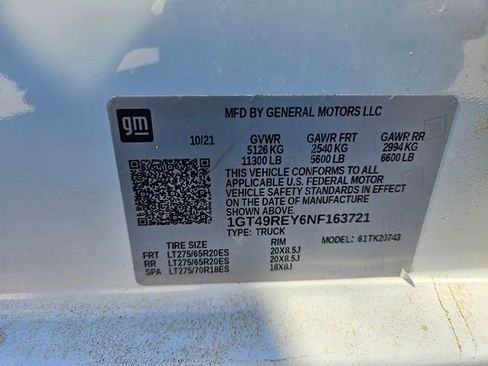 gm
MFD BY GENERAL MOTORS LLC
10/21 GVWR GAWR FRT GAWR RR
5126 KG 2540 KG 2994 KG
11300 LB 5600 LB 6600 LB
THIS VEHICLE CONFORMS TO ALL
APPLICABLE U.S. FEDERAL MOTOR
VEHICLE SAFETY STANDARDS IN EFFECT
ON THE DATE OF MANUFACTURE
SHOWN ABOVE.
1GT49REY6NF163721
TYPE: TRUCK MODEL: 61TK20743
TIRE SIZE RIM
FRT LT275/65R20ES 20X8.5J
RR LT275/65R20ES 20X8.5J
SPA LT275/70R18ES 18X8J